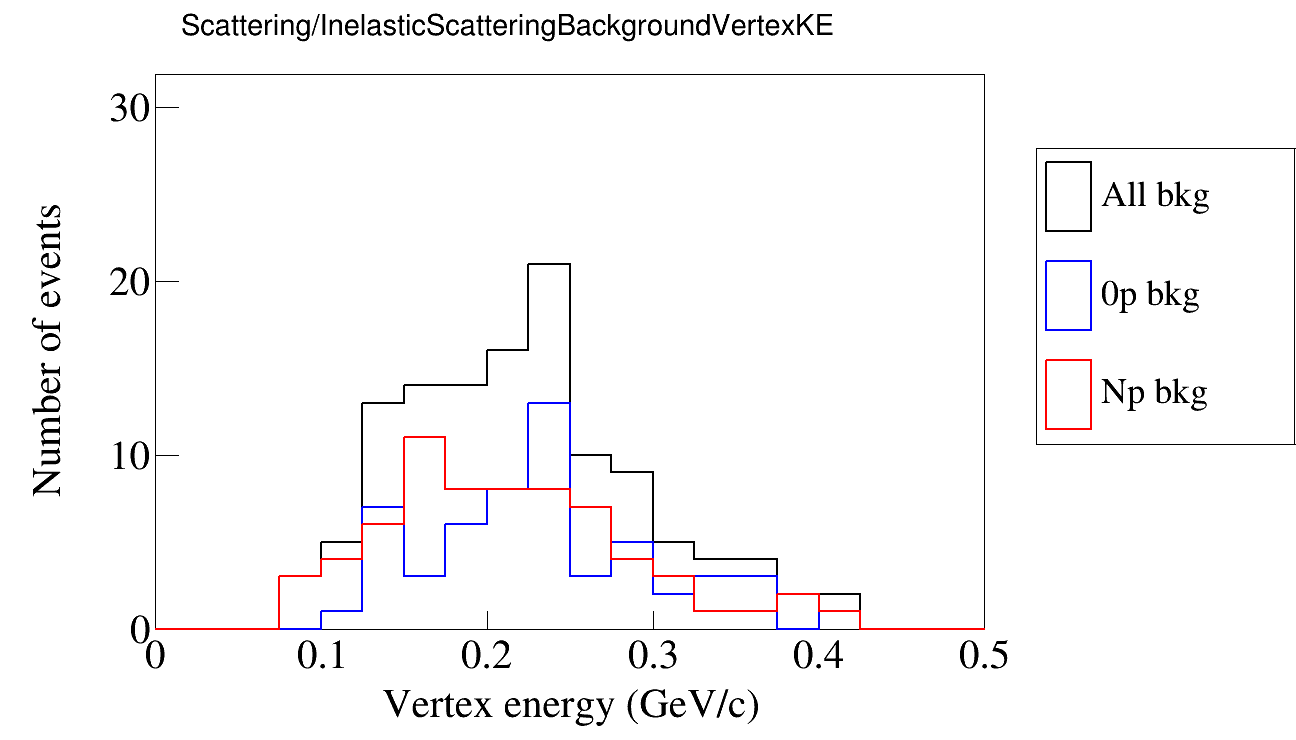 Scattering/InelasticScatteringBackgroundVertexKE
30
20
10
0
Number of events
0 0.1 0.2 0.3 0.4 0.5
Vertex energy (GeV/c)
All bkg
0p bkg
Np bkg